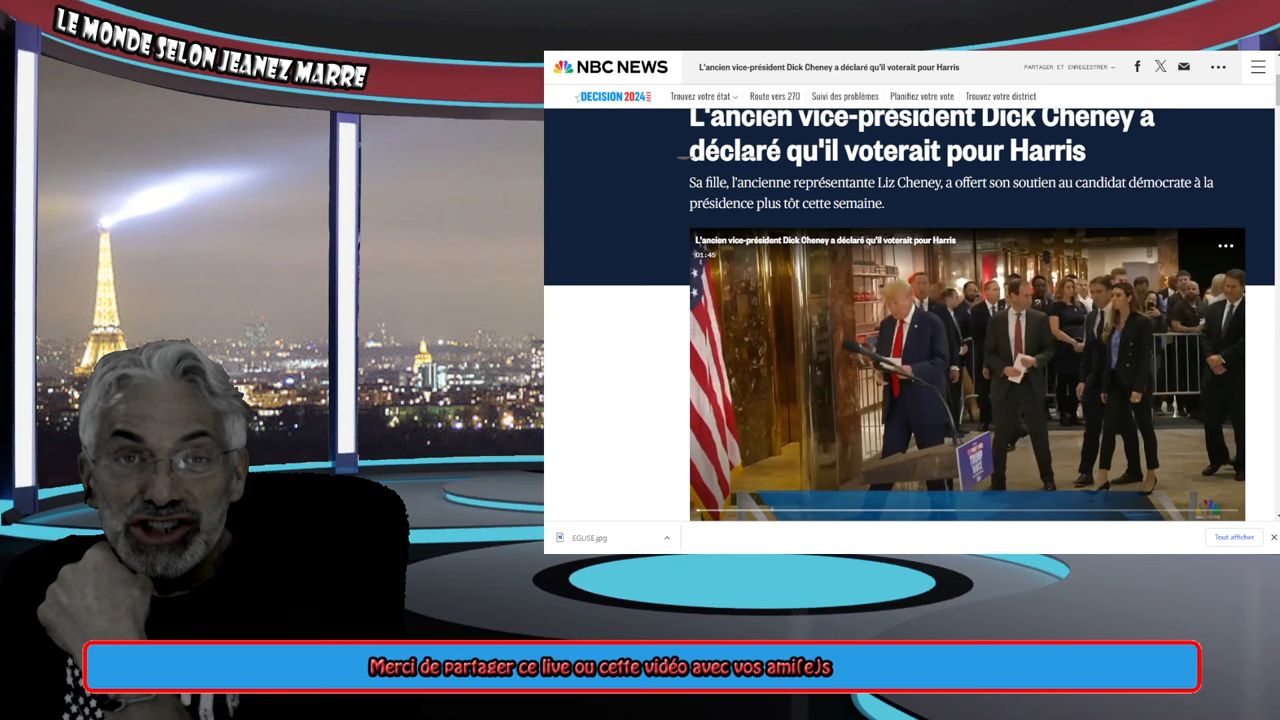 LE MONDE SELON JEANEZ MARRE
NBC NEWS
L'ancien vice-président Dick Cheney a déclaré qu'il voterait pour Harris
PARTAGER ET ENREGISTRER —
DECISION 2024
Trouvez votre état
Route vers 270
Suivi des problèmes
Planifiez votre vote
Trouvez votre district
L'ancien vice-président Dick Cheney a
déclaré qu'il voterait pour Harris
Sa fille, l'ancienne représentante Liz Cheney, a offert son soutien au candidat démocrate à la
présidence plus tôt cette semaine.
L'ancien vice-président Dick Cheney a déclaré qu'il voterait pour Harris
01:45
TRUMP
VANCE
EGLISE.jpg
Tout afficher
Merci de partager ce live ou cette vidéo avec vos ami(e)s